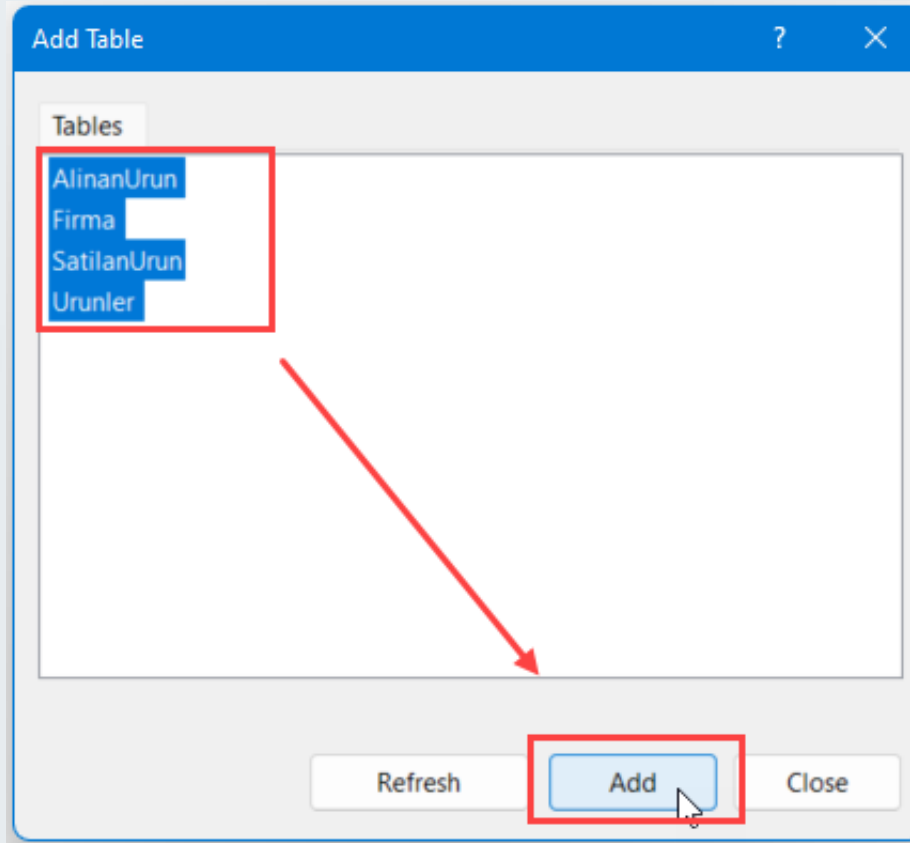 Add Table
?
Tables
AlinanUrun
Firma
SatilanUrun
Urunler
Refresh
Add
Close